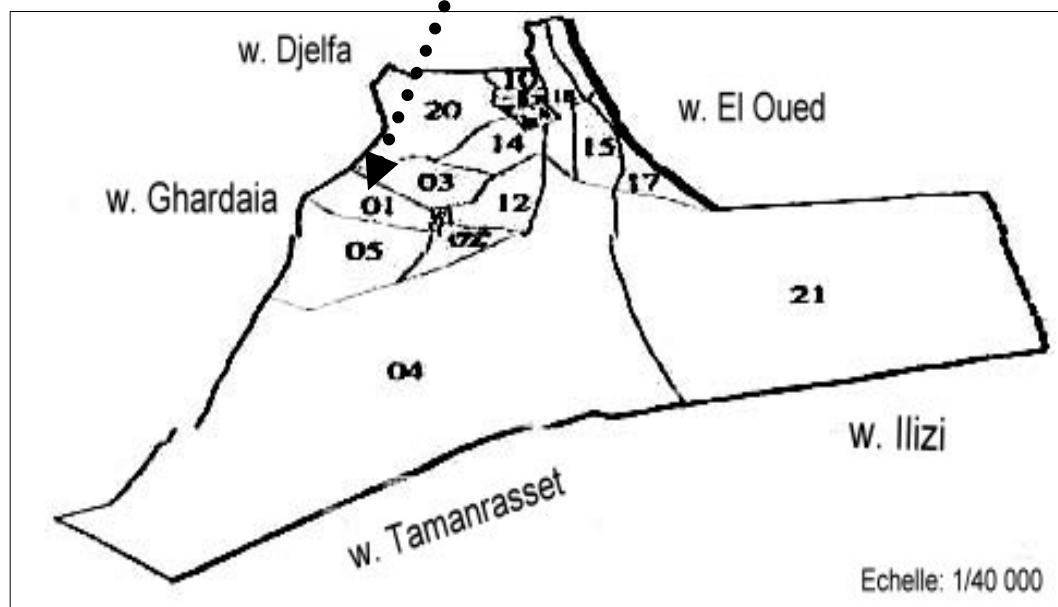 w. Djelfa
w. El Oued
20
14
15
17
w. Ghardaia
03
01
12
05
21
04
w. Ilizi
w. Tamanrasset
Echelle: 1/40 000